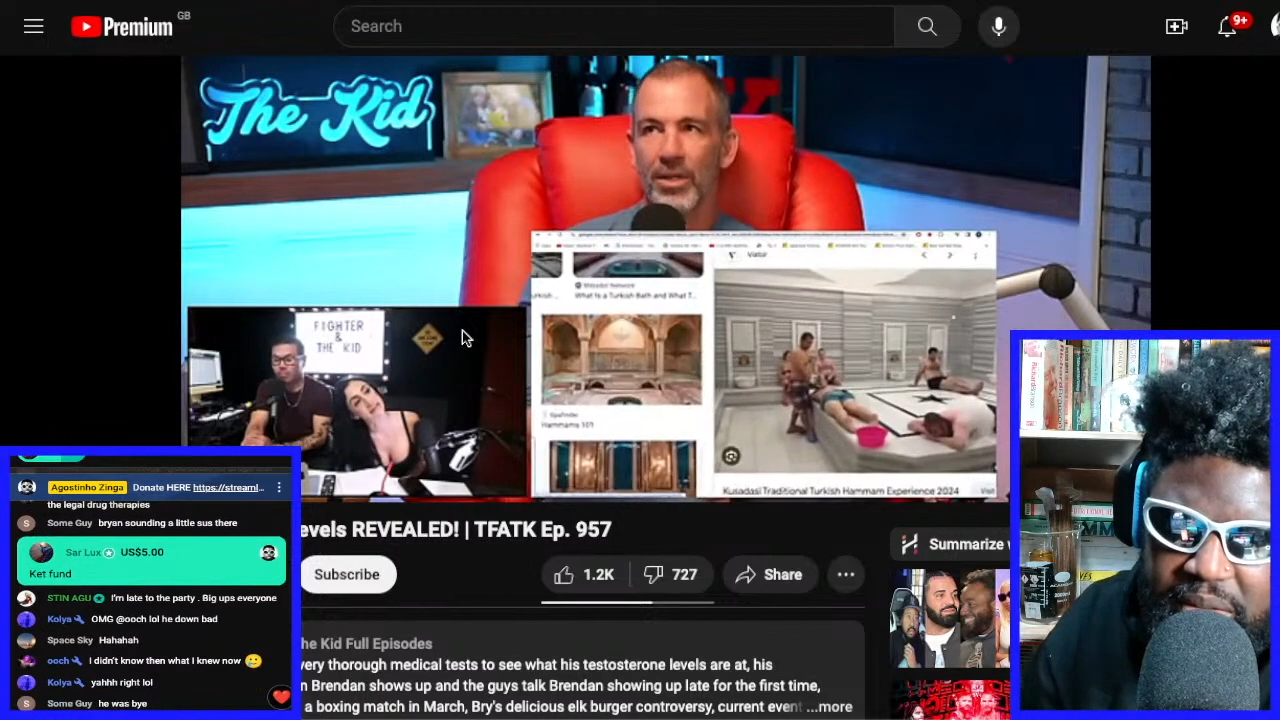 Premium
GB
Search
9+
The Kid
FIGHTER
&
THE KID
Viator
What Is a Turkish Bath and What T...
Hammams 101
Kusadasi Traditional Turkish Hammam Experience 2024
Visit
evels REVEALED! | TFATK Ep. 957
Subscribe
1.2K
727
Share
Summarize
he Kid Full Episodes
very thorough medical tests to see what his testosterone levels are at, his
n Brendan shows up and the guys talk Brendan showing up late for the first time,
a boxing match in March, Bry's delicious elk burger controversy, current event ...more
Agostinho Zinga Donate HERE https://streaml...
the legal drug therapies
Some Guy bryan sounding a little sus there
Sar Lux US$5.00
Ket fund
STIN AGU I'm late to the party . Big ups everyone
Kolya OMG @ooch lol he down bad
Space Sky Hahahah
ooch I didn't know then what I knew now
Kolya yahhh right lol
Some Guy he was bye